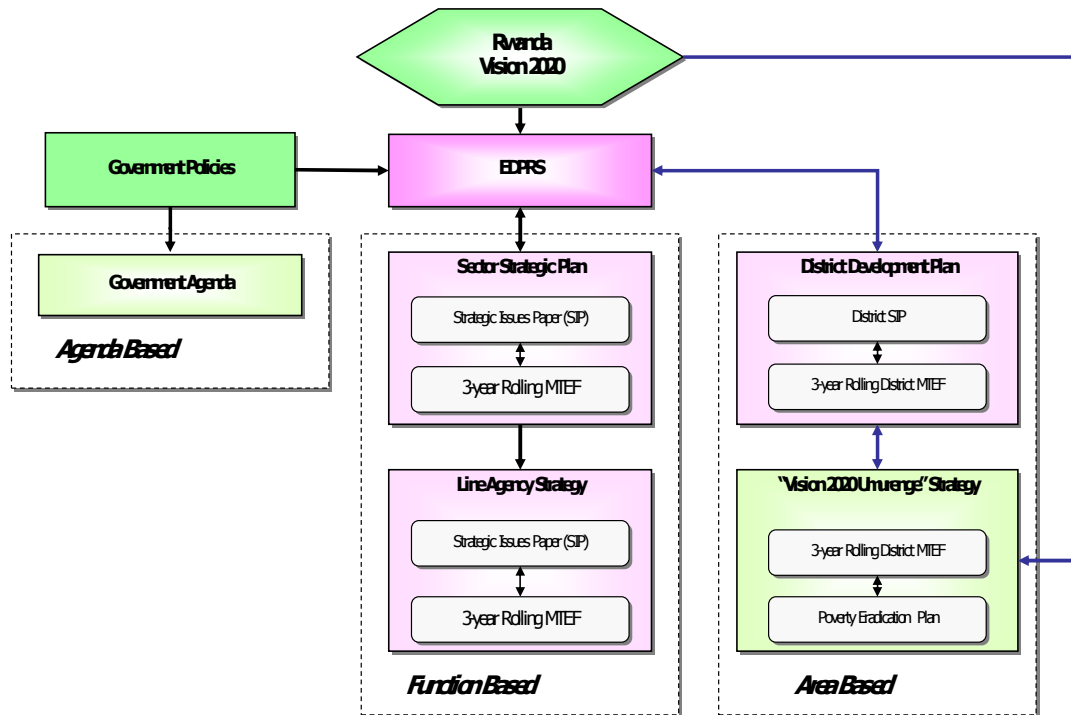 Rwanda
Vision 2020
Government Policies
EDPRS
Government Agenda
Agenda Based
Sector Strategic Plan
Strategic Issues Paper (SIP)
3-year Rolling MTEF
Line Agency Strategy
Strategic Issues Paper (SIP)
3-year Rolling MTEF
Function Based
District Development Plan
District SIP
3-year Rolling District MTEF
"Vision 2020 Umurenge" Strategy
3-year Rolling District MTEF
Poverty Eradication Plan
Area Based